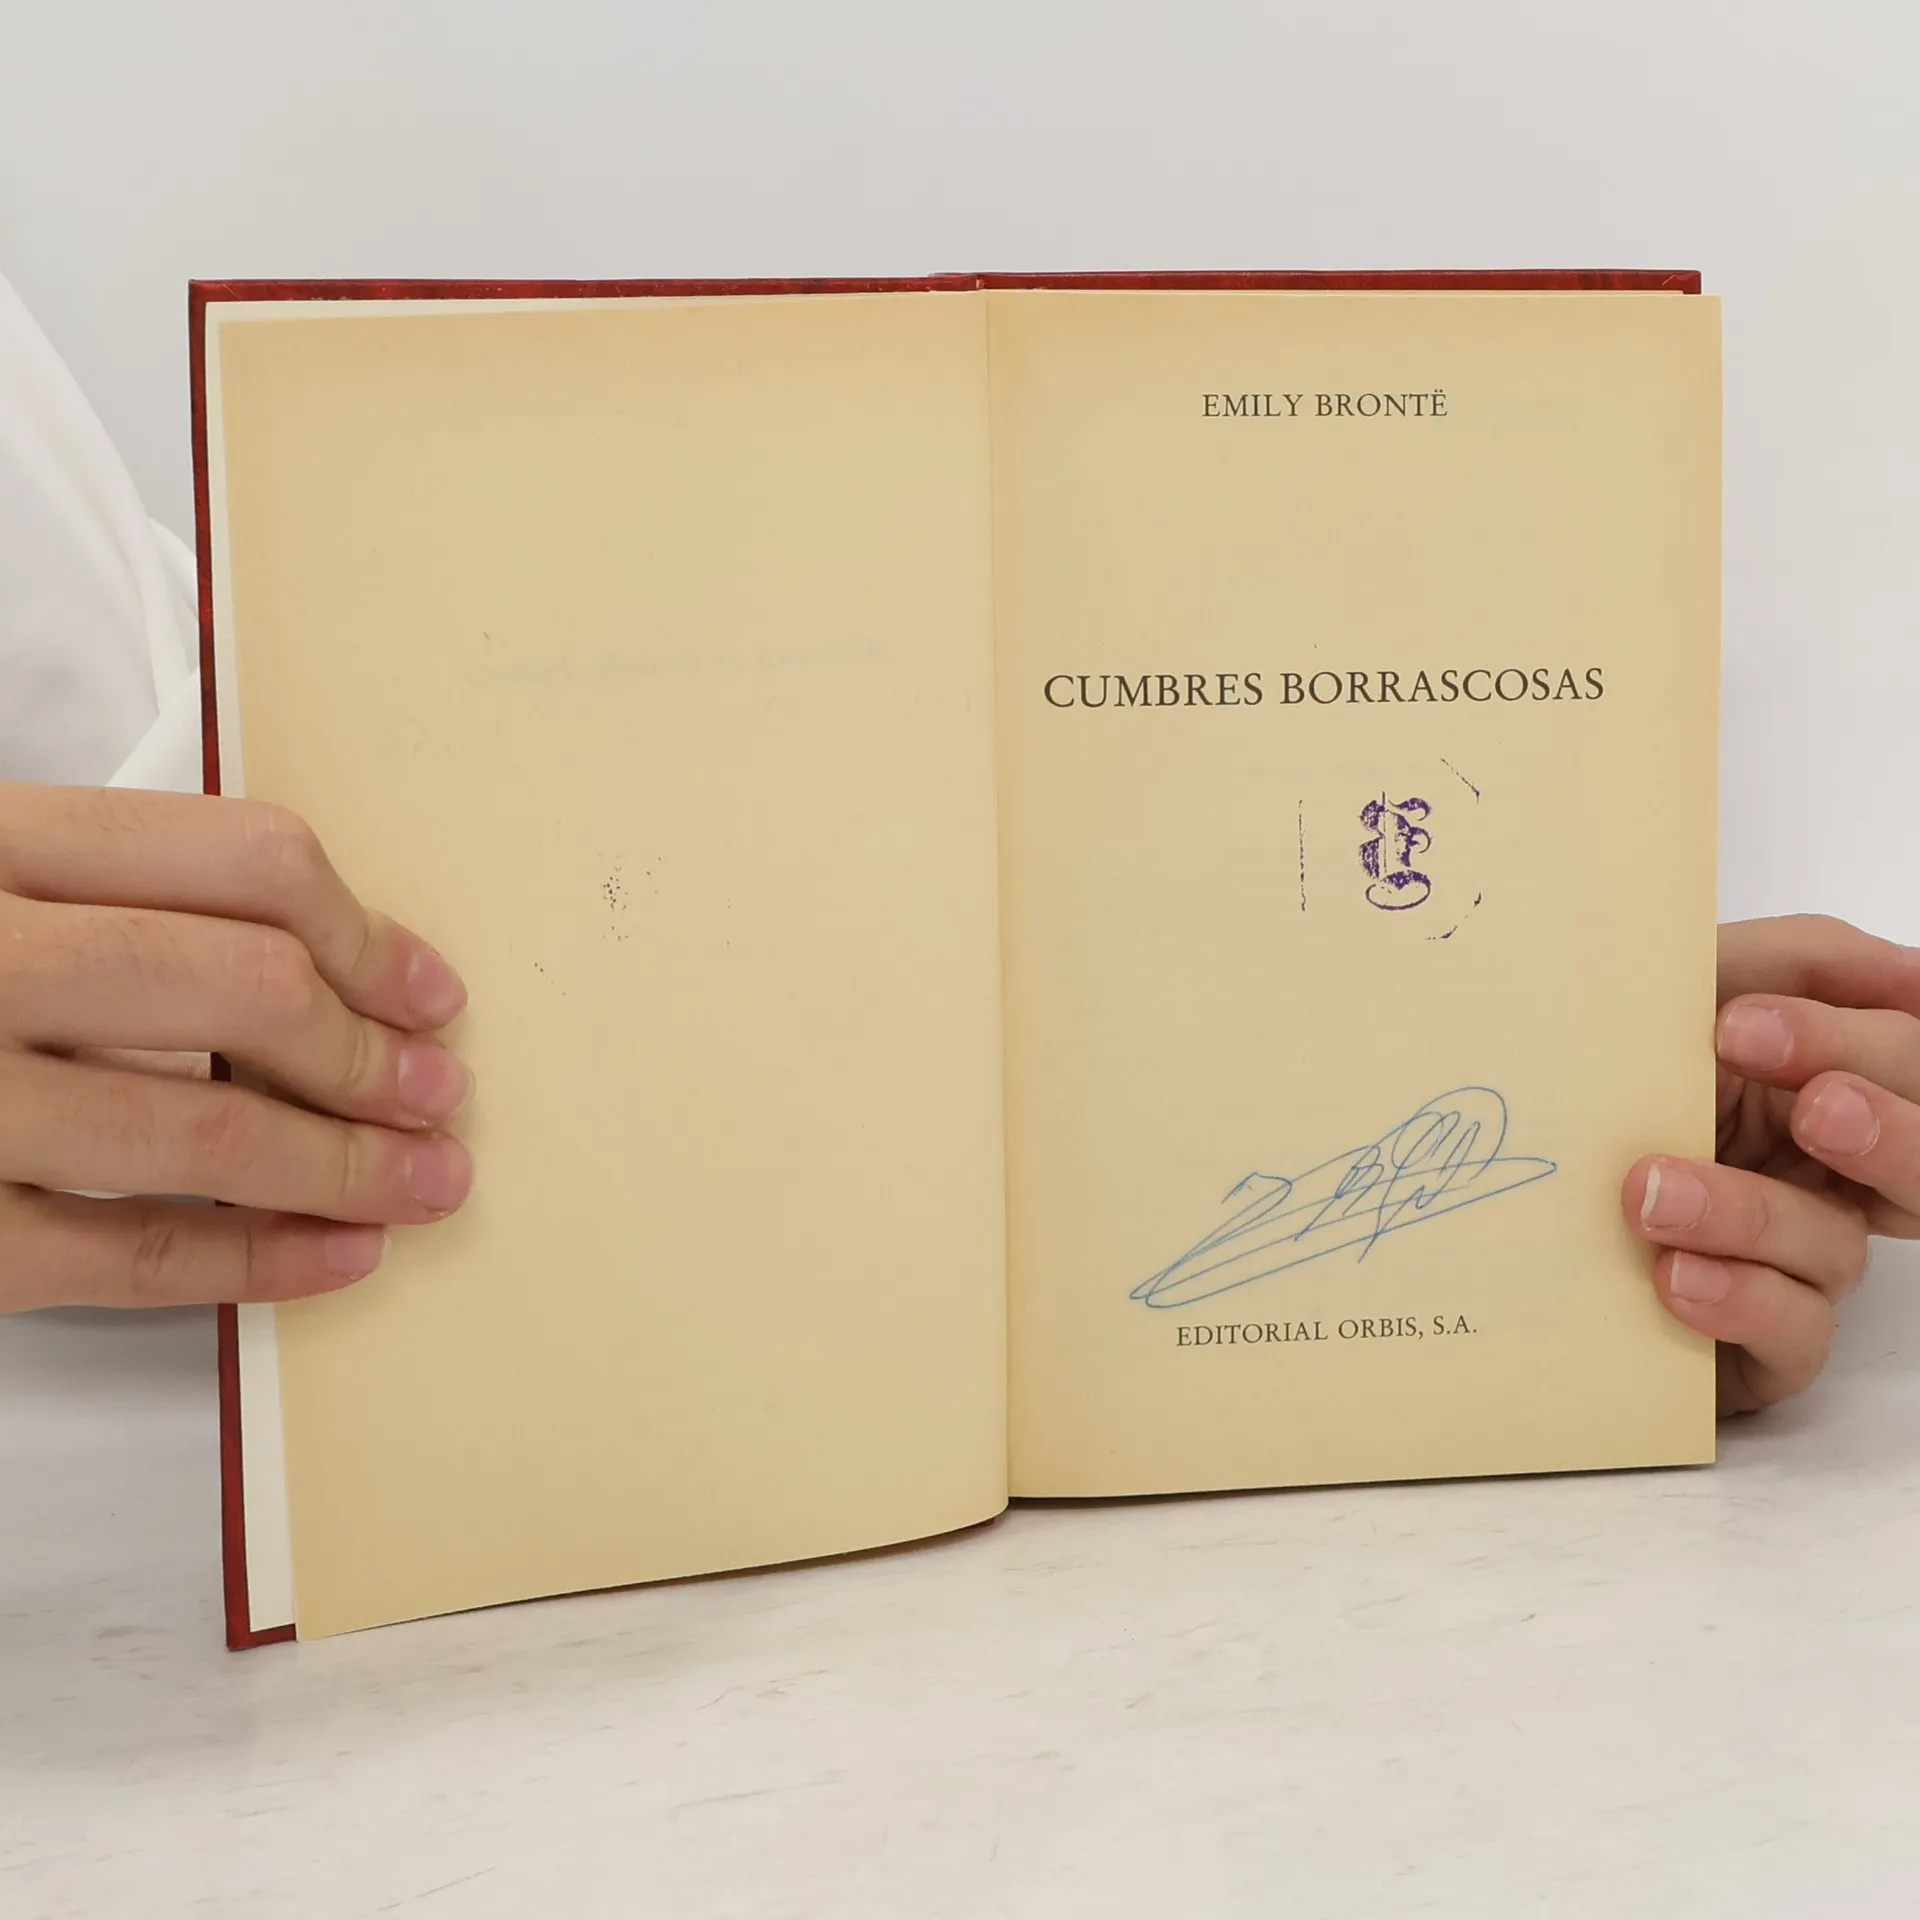 EMILY BRONTË
CUMBRES BORRASCOSAS
EDITORIAL ORBIS, S.A.